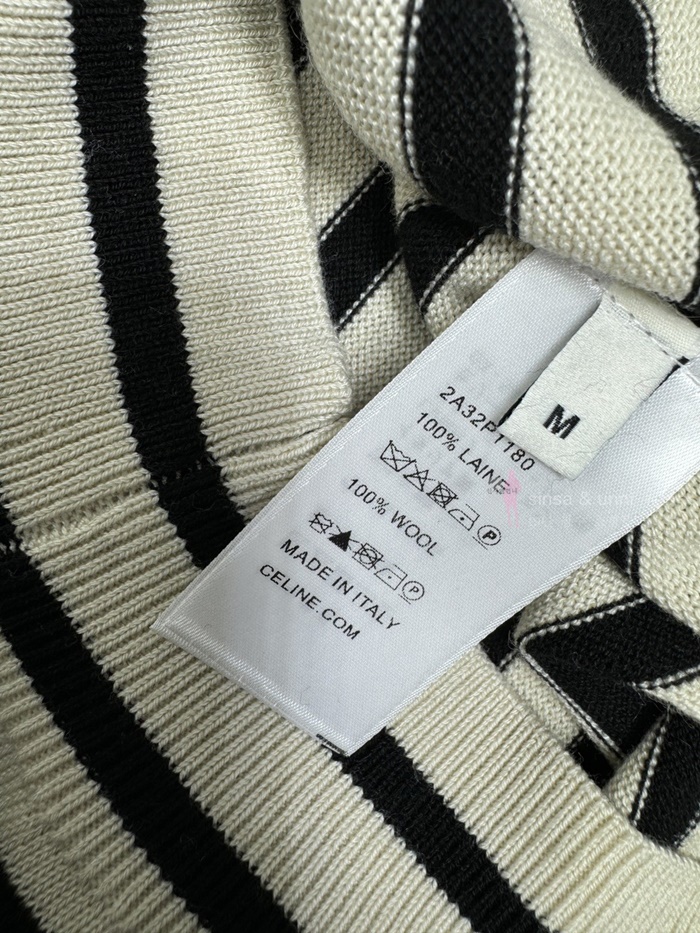 M
2A32P1180
100% LAINE
100% WOOL
MADE IN ITALY
CELINE.COM